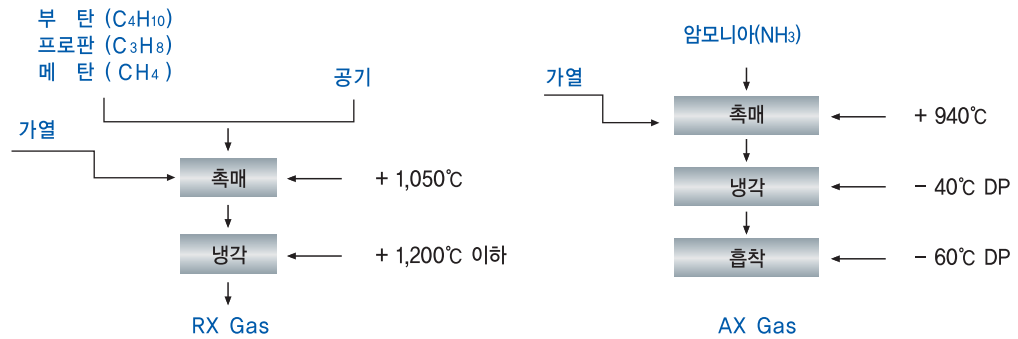 부 탄 (C4H10)
프로판 (C3H8)
메 탄 ( CH4 )
공기
가열
촉매
+ 1,050℃
냉각
+ 1,200℃ 이하
RX Gas
암모니아(NH3)
가열
촉매
+ 940℃
냉각
− 40℃ DP
흡착
− 60℃ DP
AX Gas